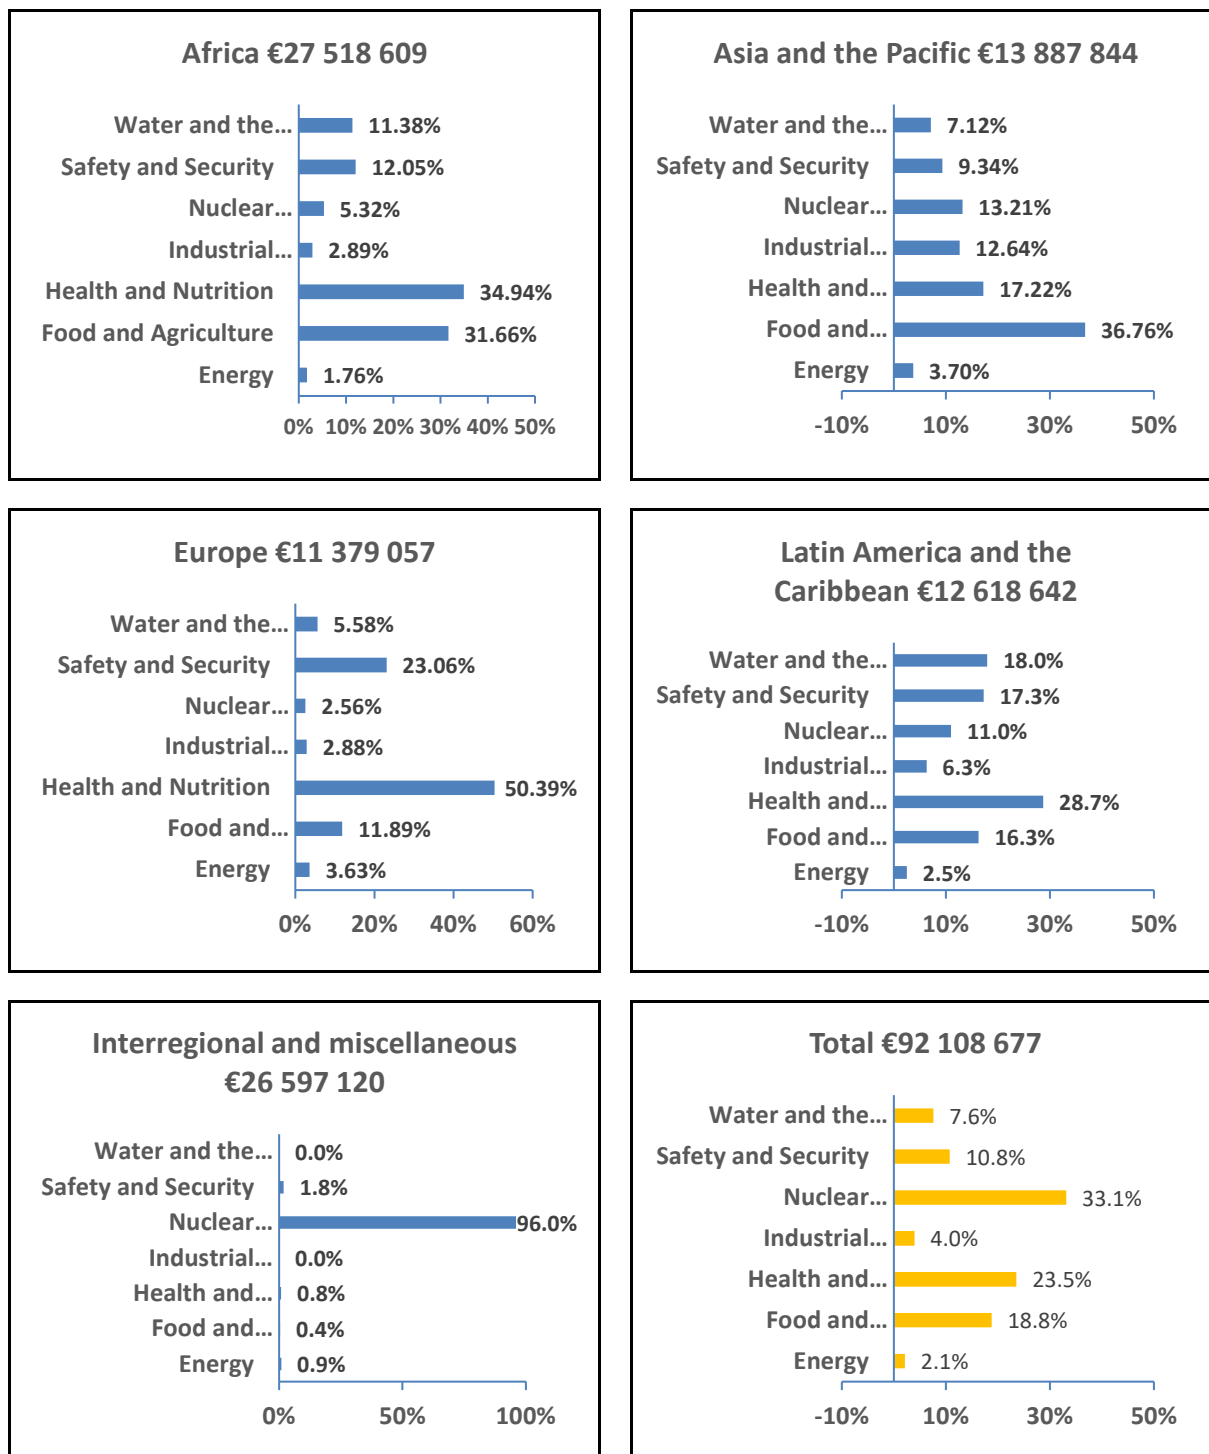 Africa €27 518 609
Water and the... 11.38%
Safety and Security 12.05%
Nuclear... 5.32%
Industrial... 2.89%
Health and Nutrition 34.94%
Food and Agriculture 31.66%
Energy 1.76%
0% 10% 20% 30% 40% 50%
Asia and the Pacific €13 887 844
Water and the... 7.12%
Safety and Security 9.34%
Nuclear... 13.21%
Industrial... 12.64%
Health and... 17.22%
Food and... 36.76%
Energy 3.70%
-10% 10% 30% 50%
Europe €11 379 057
Water and the... 5.58%
Safety and Security 23.06%
Nuclear... 2.56%
Industrial... 2.88%
Health and Nutrition 50.39%
Food and... 11.89%
Energy 3.63%
0% 20% 40% 60%
Latin America and the
Caribbean €12 618 642
Water and the... 18.0%
Safety and Security 17.3%
Nuclear... 11.0%
Industrial... 6.3%
Health and... 28.7%
Food and... 16.3%
Energy 2.5%
-10% 10% 30% 50%
Interregional and miscellaneous
€26 597 120
Water and the... 0.0%
Safety and Security 1.8%
Nuclear... 96.0%
Industrial... 0.0%
Health and... 0.8%
Food and... 0.4%
Energy 0.9%
0% 50% 100%
Total €92 108 677
Water and the... 7.6%
Safety and Security 10.8%
Nuclear... 33.1%
Industrial... 4.0%
Health and... 23.5%
Food and... 18.8%
Energy 2.1%
-10% 10% 30% 50%